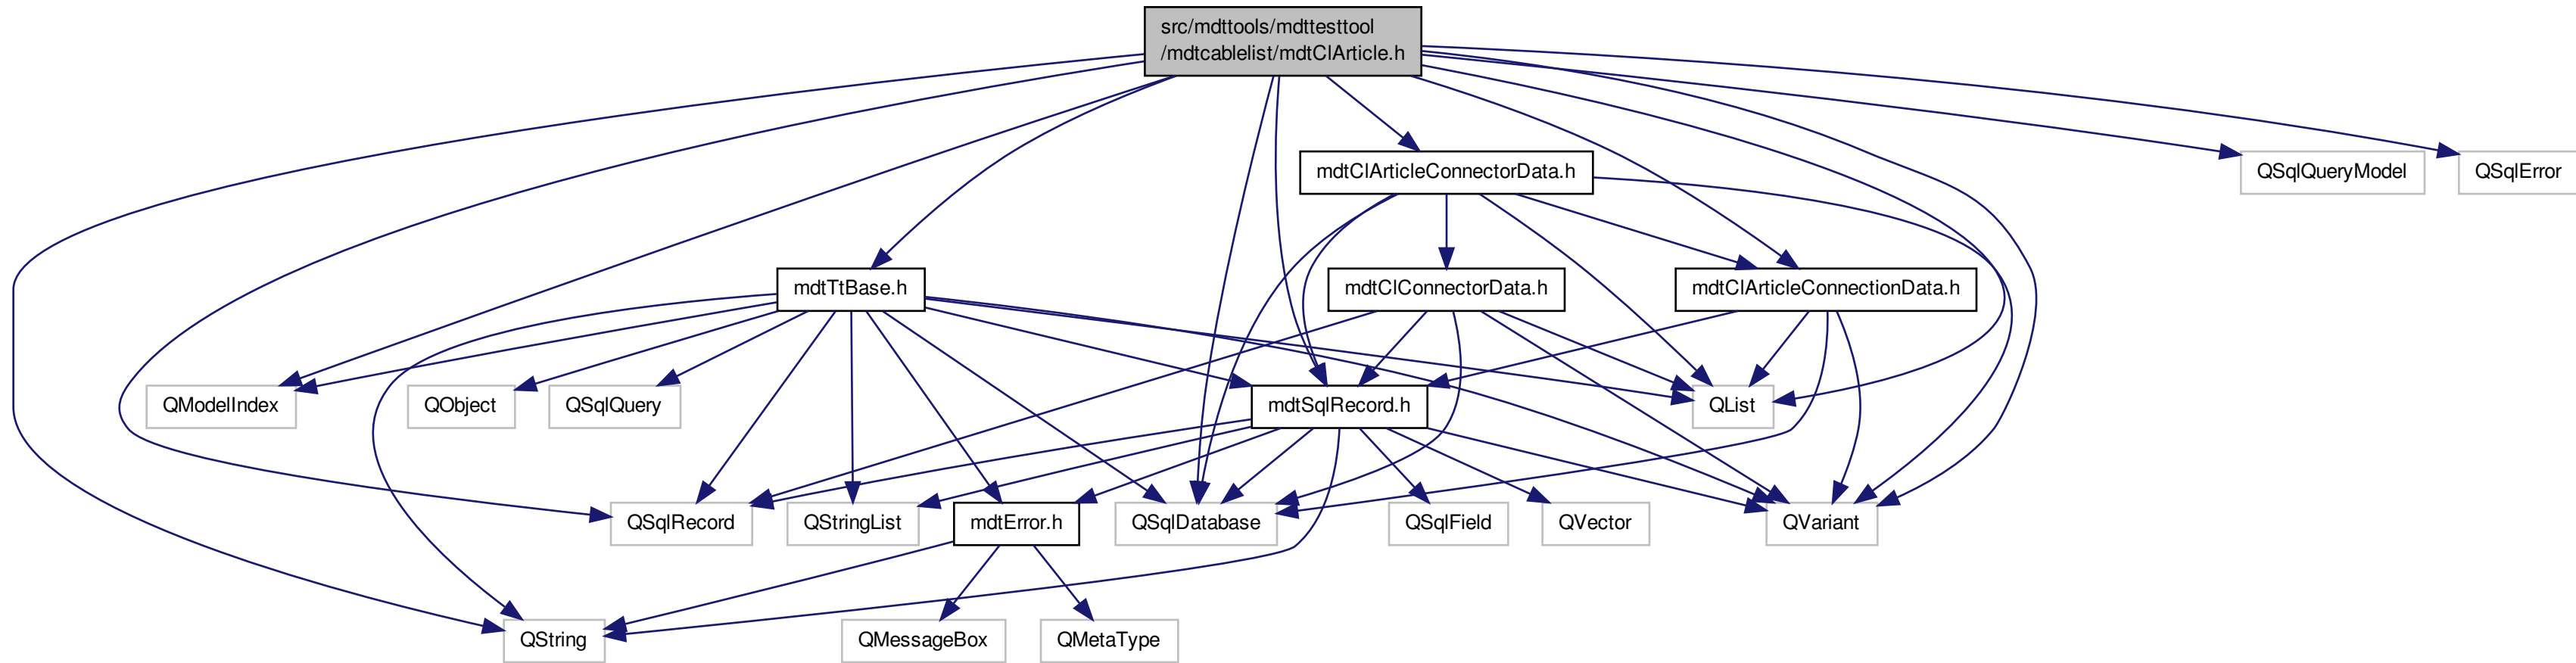 src/mdttools/mdttesttool
/mdtcablelist/mdtClArticle.h
mdtClArticleConnectorData.h
QSqlQueryModel
QSqlError
mdtTtBase.h
mdtClConnectorData.h
mdtClArticleConnectionData.h
QModelIndex
QObject
QSqlQuery
mdtSqlRecord.h
QList
QSqlRecord
QStringList
mdtError.h
QSqlDatabase
QSqlField
QVector
QVariant
QString
QMessageBox
QMetaType